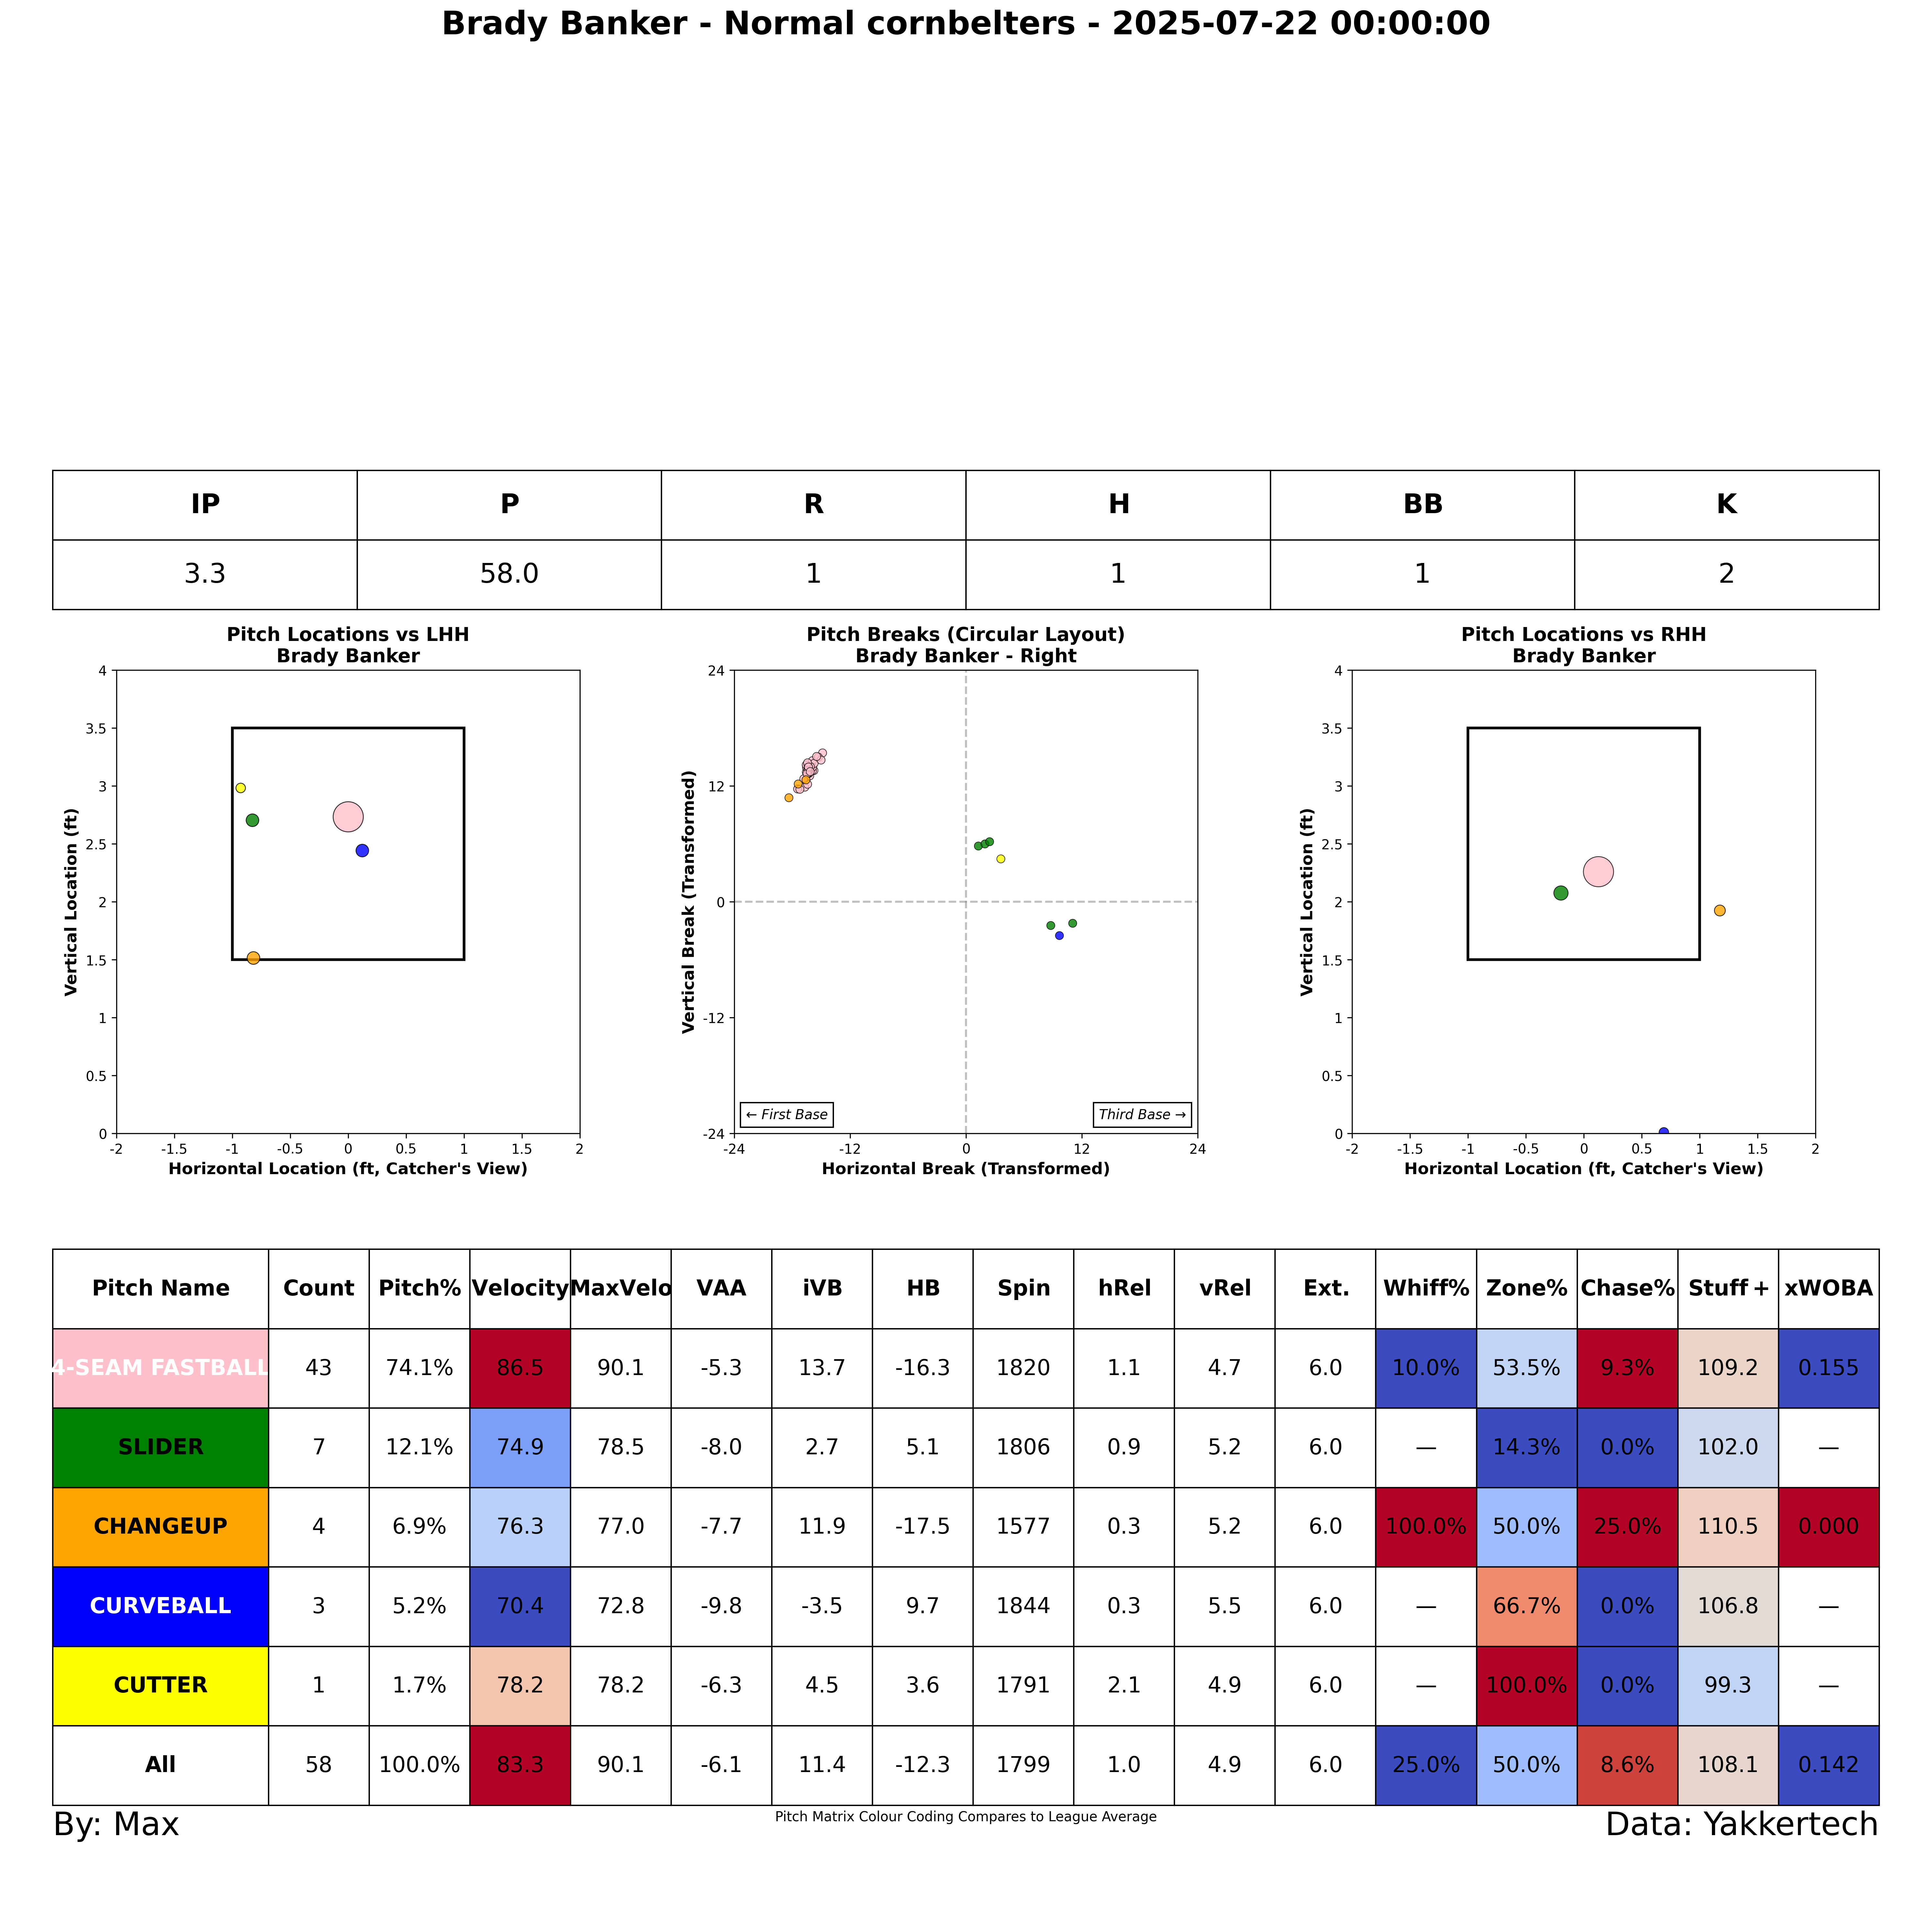 Brady Banker - Normal cornbelters - 2025-07-22 00:00:00
IP P R H BB K
3.3 58.0 1 1 1 2
Pitch Locations vs LHH
Brady Banker
4
3.5
3
2.5
2
1.5
1
0.5
0
-2 -1.5 -1 -0.5 0 0.5 1 1.5 2
Vertical Location (ft)
Horizontal Location (ft, Catcher's View)
Pitch Breaks (Circular Layout)
Brady Banker - Right
24
12
0
-12
-24
-24 -12 0 12 24
Vertical Break (Transformed)
← First Base
Third Base →
Horizontal Break (Transformed)
Pitch Locations vs RHH
Brady Banker
4
3.5
3
2.5
2
1.5
1
0.5
0
-2 -1.5 -1 -0.5 0 0.5 1 1.5 2
Vertical Location (ft)
Horizontal Location (ft, Catcher's View)
Pitch Name Count Pitch% Velocity MaxVelo VAA iVB HB Spin hRel vRel Ext. Whiff% Zone% Chase% Stuff+ xWOBA
4-SEAM FASTBALL 43 74.1% 86.5 90.1 -5.3 13.7 -16.3 1820 1.1 4.7 6.0 10.0% 53.5% 9.3% 109.2 0.155
SLIDER 7 12.1% 74.9 78.5 -8.0 2.7 5.1 1806 0.9 5.2 6.0 — 14.3% 0.0% 102.0 —
CHANGEUP 4 6.9% 76.3 77.0 -7.7 11.9 -17.5 1577 0.3 5.2 6.0 100.0% 50.0% 25.0% 110.5 0.000
CURVEBALL 3 5.2% 70.4 72.8 -9.8 -3.5 9.7 1844 0.3 5.5 6.0 — 66.7% 0.0% 106.8 —
CUTTER 1 1.7% 78.2 78.2 -6.3 4.5 3.6 1791 2.1 4.9 6.0 — 100.0% 0.0% 99.3 —
All 58 100.0% 83.3 90.1 -6.1 11.4 -12.3 1799 1.0 4.9 6.0 25.0% 50.0% 8.6% 108.1 0.142
By: Max
Pitch Matrix Colour Coding Compares to League Average
Data: Yakkertech